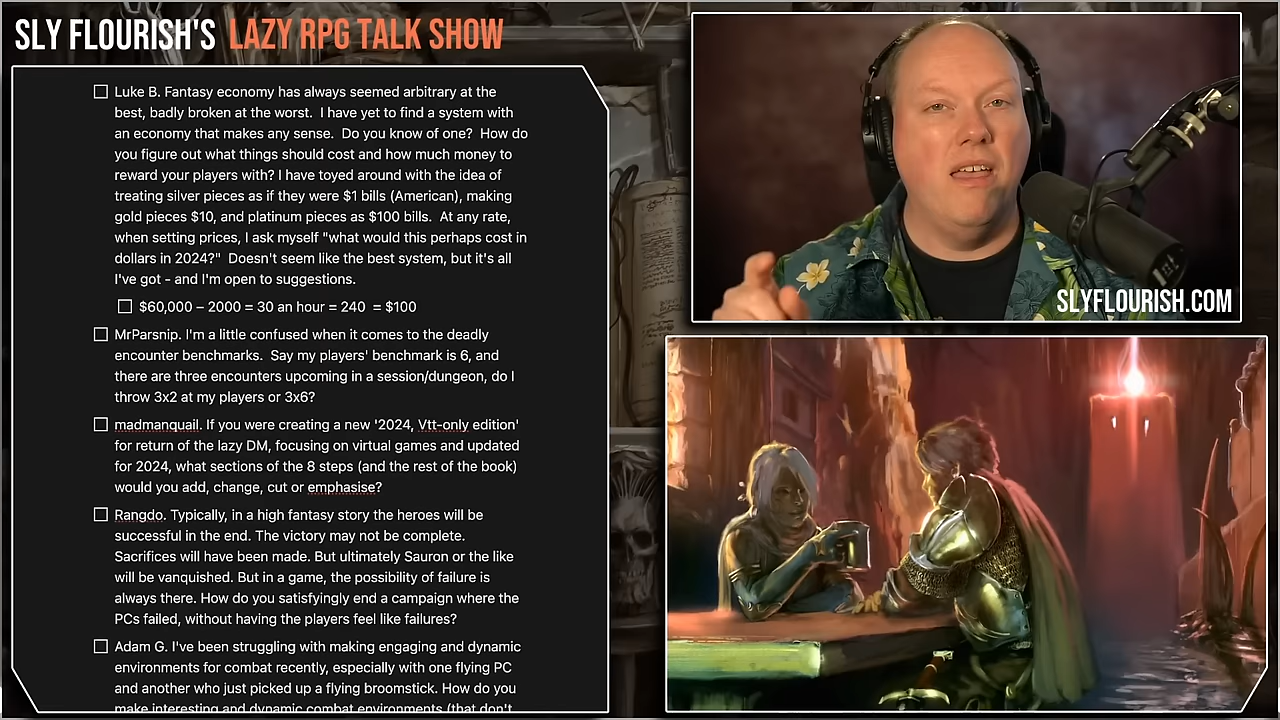 SLY FLOURISH'S LAZY RPG TALK SHOW
Luke B. Fantasy economy has always seemed arbitrary at the
best, badly broken at the worst.  I have yet to find a system with
an economy that makes any sense.  Do you know of one?  How do
you figure out what things should cost and how much money to
reward your players with? I have toyed around with the idea of
treating silver pieces as if they were $1 bills (American), making
gold pieces $10, and platinum pieces as $100 bills.  At any rate,
when setting prices, I ask myself "what would this perhaps cost in
dollars in 2024?"  Doesn't seem like the best system, but it's all
I've got - and I'm open to suggestions.
$60,000 – 2000 = 30 an hour = 240  = $100
MrParsnip. I'm a little confused when it comes to the deadly
encounter benchmarks.  Say my players' benchmark is 6, and
there are three encounters upcoming in a session/dungeon, do I
throw 3x2 at my players or 3x6?
madmanquail. If you were creating a new '2024, Vtt-only edition'
for return of the lazy DM, focusing on virtual games and updated
for 2024, what sections of the 8 steps (and the rest of the book)
would you add, change, cut or emphasise?
Rangdo. Typically, in a high fantasy story the heroes will be
successful in the end. The victory may not be complete.
Sacrifices will have been made. But ultimately Sauron or the like
will be vanquished. But in a game, the possibility of failure is
always there. How do you satisfyingly end a campaign where the
PCs failed, without having the players feel like failures?
Adam G. I've been struggling with making engaging and dynamic
environments for combat recently, especially with one flying PC
and another who just picked up a flying broomstick. How do you
make interesting and dynamic combat environments (that don't
SLYFLOURISH.COM